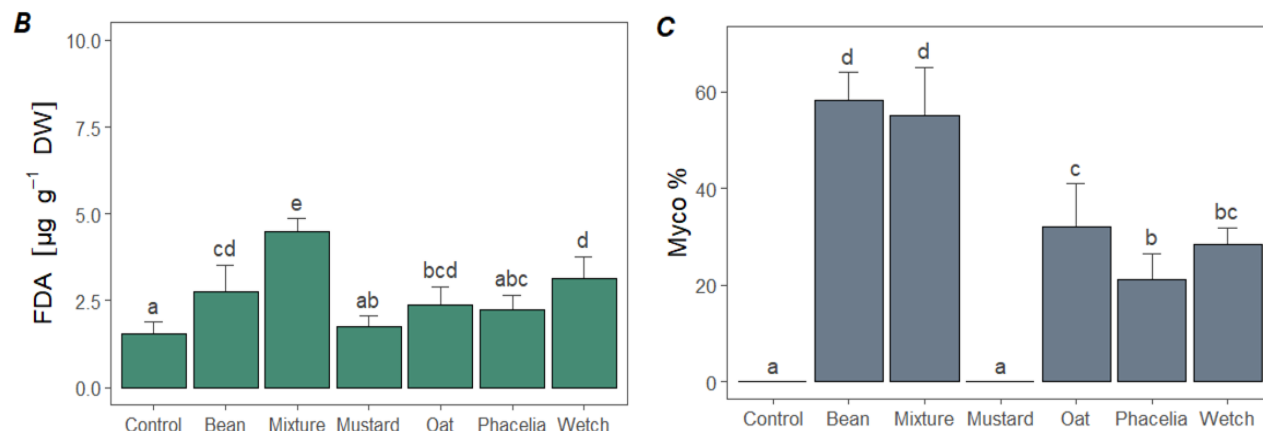 B
FDA [µg g⁻¹ DW]
10.0
7.5
5.0
2.5
0.0
a
cd
e
ab
bcd
abc
d
Control Bean Mixture Mustard Oat Phacelia Wetch
C
Myco %
60
40
20
0
a
d
d
a
c
b
bc
Control Bean Mixture Mustard Oat Phacelia Wetch